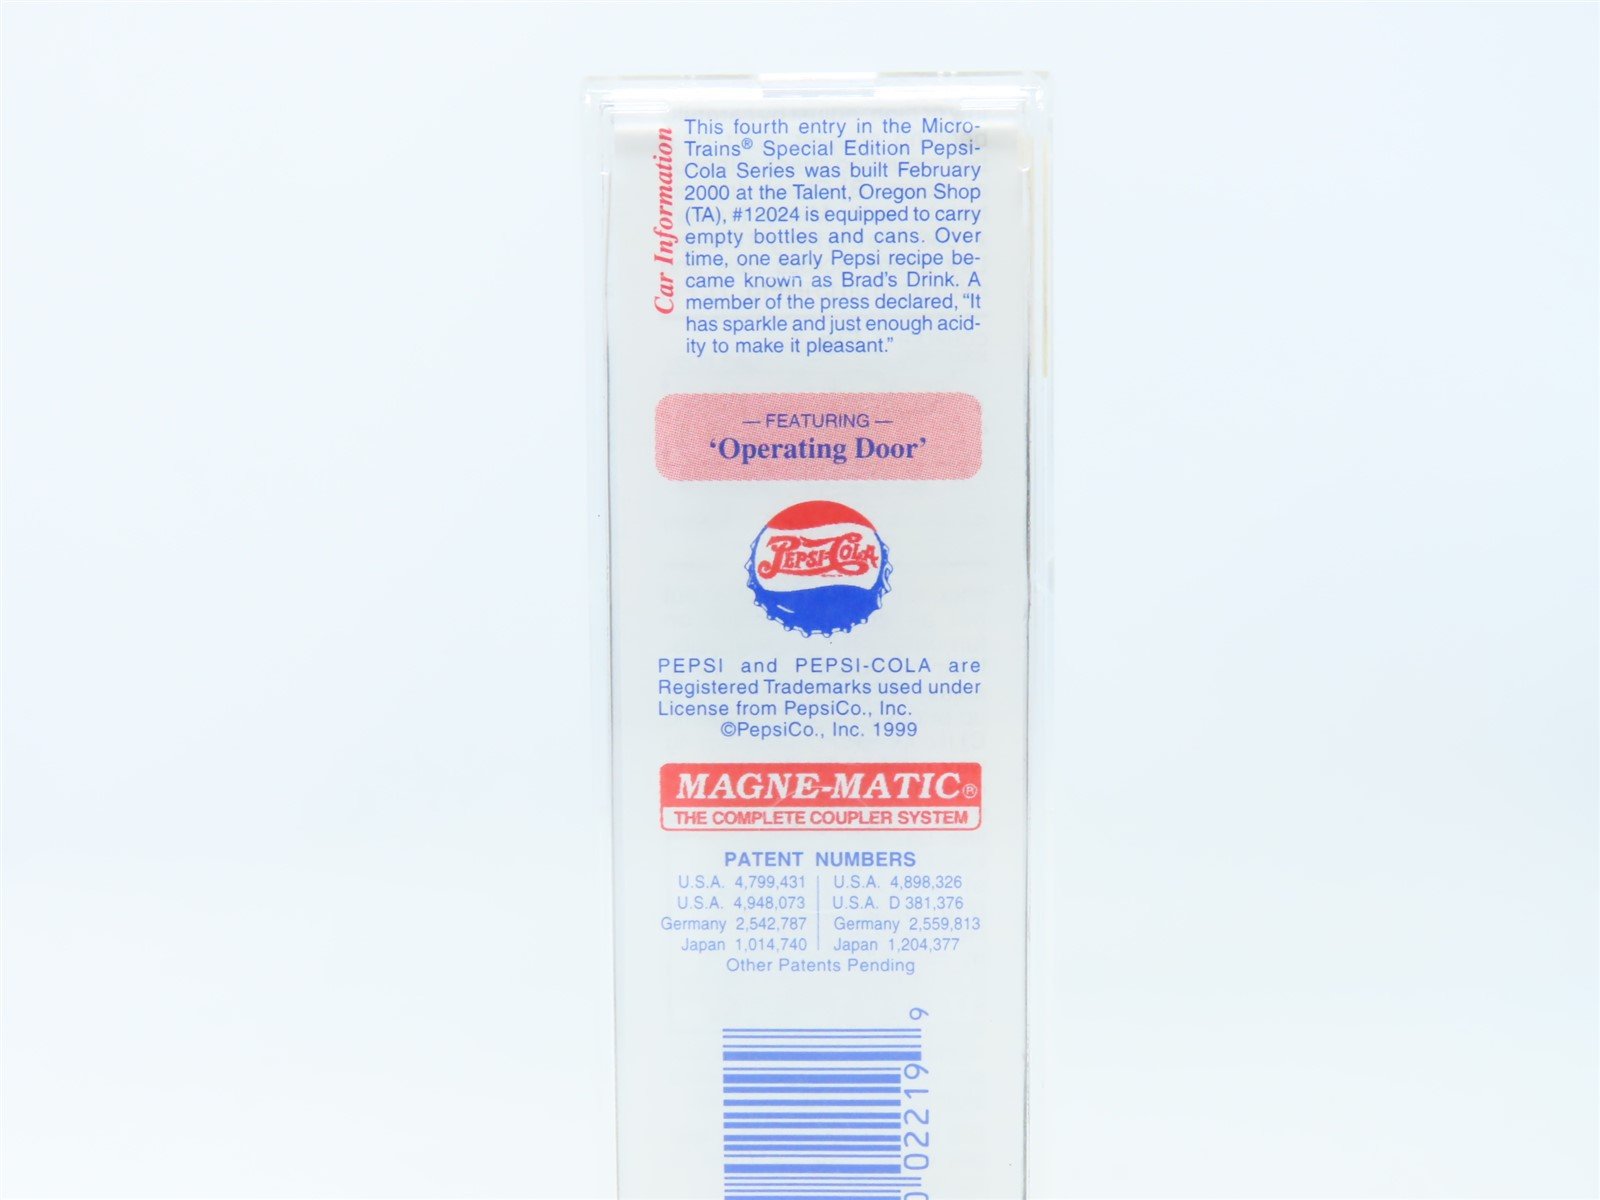 Car Information
This fourth entry in the Micro-
Trains® Special Edition Pepsi-
Cola Series was built February
2000 at the Talent, Oregon Shop
(TA), #12024 is equipped to carry
empty bottles and cans. Over
time, one early Pepsi recipe be-
came known as Brad's Drink. A
member of the press declared, “It
has sparkle and just enough acid-
ity to make it pleasant.”
— FEATURING —
‘Operating Door’
PEPSI-COLA
PEPSI and PEPSI-COLA are
Registered Trademarks used under
License from PepsiCo., Inc.
©PepsiCo., Inc. 1999
MAGNE-MATIC®
THE COMPLETE COUPLER SYSTEM
PATENT NUMBERS
U.S.A. 4,799,431 | U.S.A. 4,898,326
U.S.A. 4,948,073 | U.S.A. D 381,376
Germany 2,542,787 | Germany 2,559,813
Japan 1,014,740 | Japan 1,204,377
Other Patents Pending
02219 9